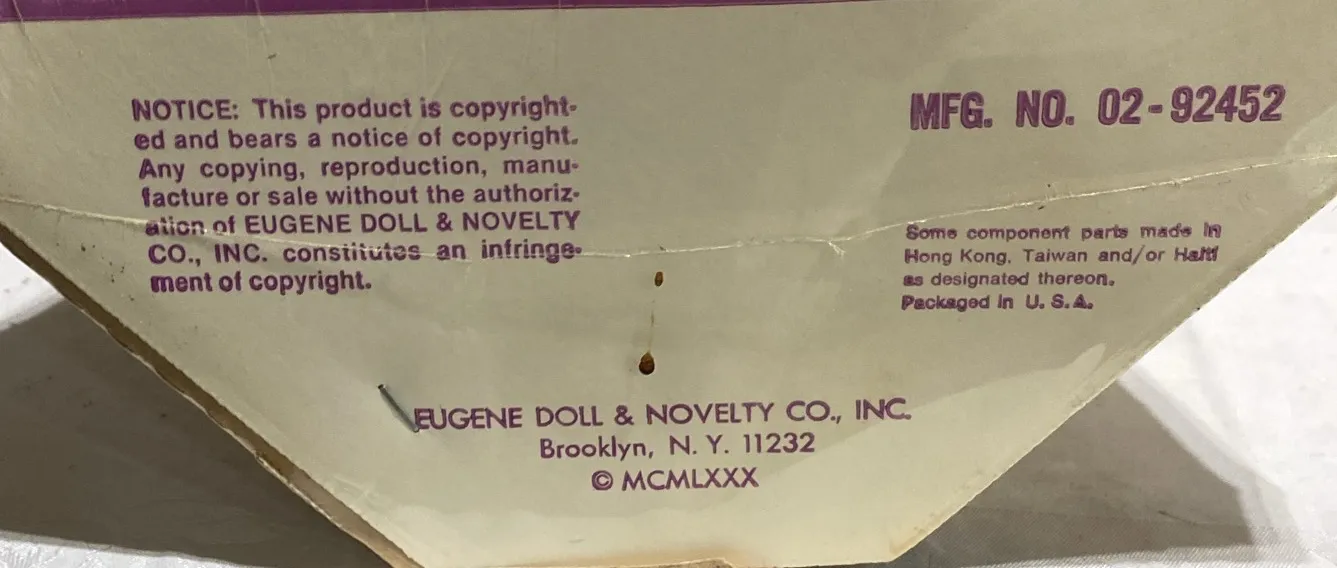 NOTICE: This product is copyright-
ed and bears a notice of copyright.
Any copying, reproduction, manu-
facture or sale without the authoriz-
ation of EUGENE DOLL & NOVELTY
CO., INC. constitutes an infringe-
ment of copyright.
MFG. NO. 02-92452
Some component parts made in
Hong Kong, Taiwan and/or Haiti
as designated thereon.
Packaged in U. S. A.
EUGENE DOLL & NOVELTY CO., INC.
Brooklyn, N. Y. 11232
© MCMLXXX